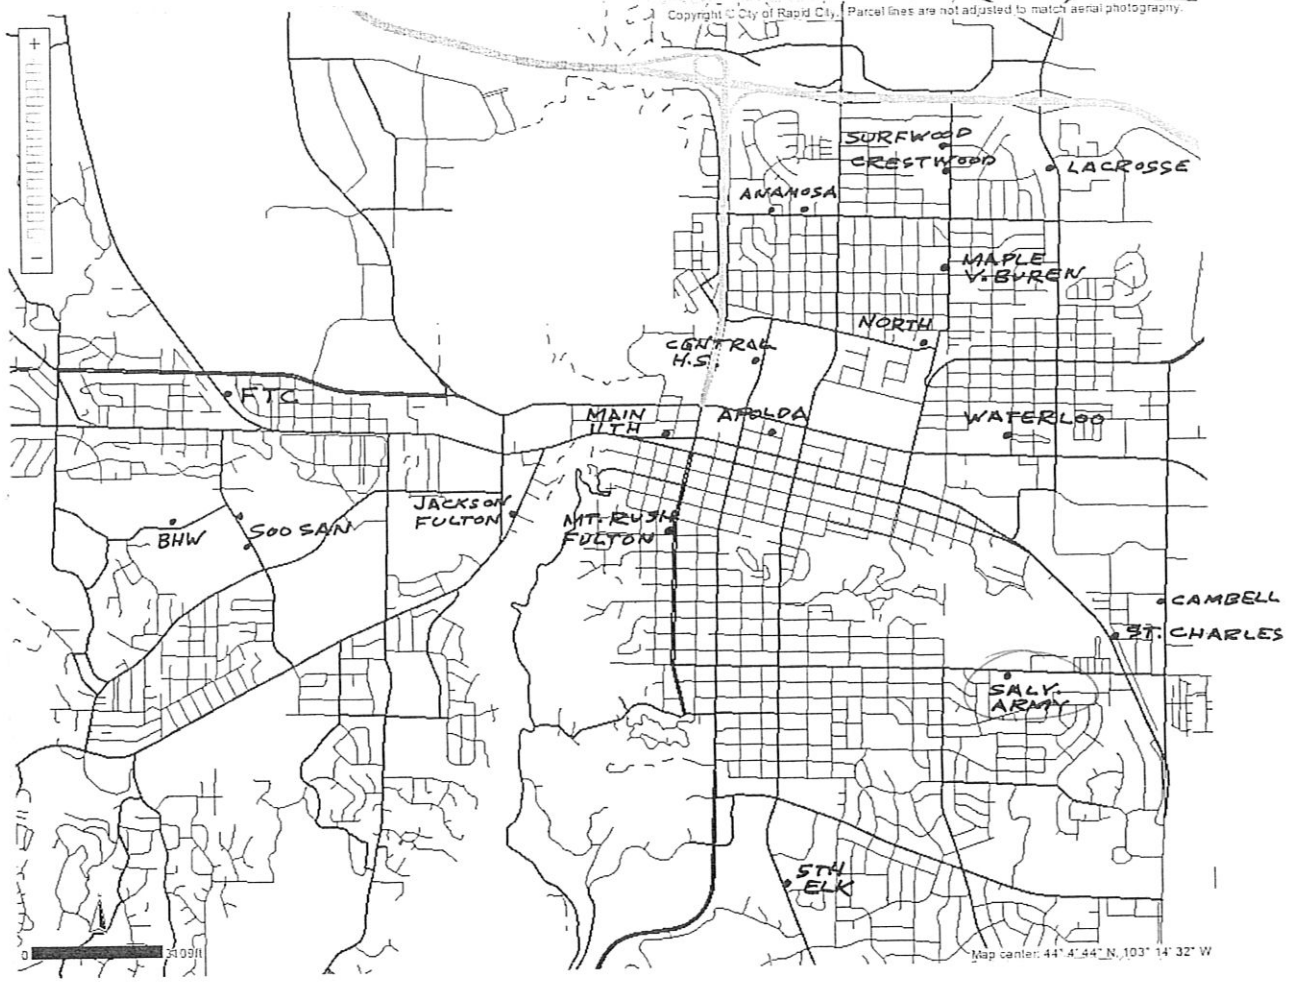 Copyright © City of Rapid City. Parcel lines are not adjusted to match aerial photography.
+
SURFWOOD
CRESTWOOD
LACROSSE
ANAMOSA
-
MAPLE
V. BUREN
NORTH
CENTRAL
H.S.
FTC
MAIN
11TH
APOLDA
WATERLOO
JACKSON
FULTON
MT. RUSH
FULTON
BHW
SOO SAN
CAMBELL
ST. CHARLES
SALV.
ARMY
5TH
ELK
0 3109ft
Map center: 44° 4' 44" N, 103° 14' 32" W